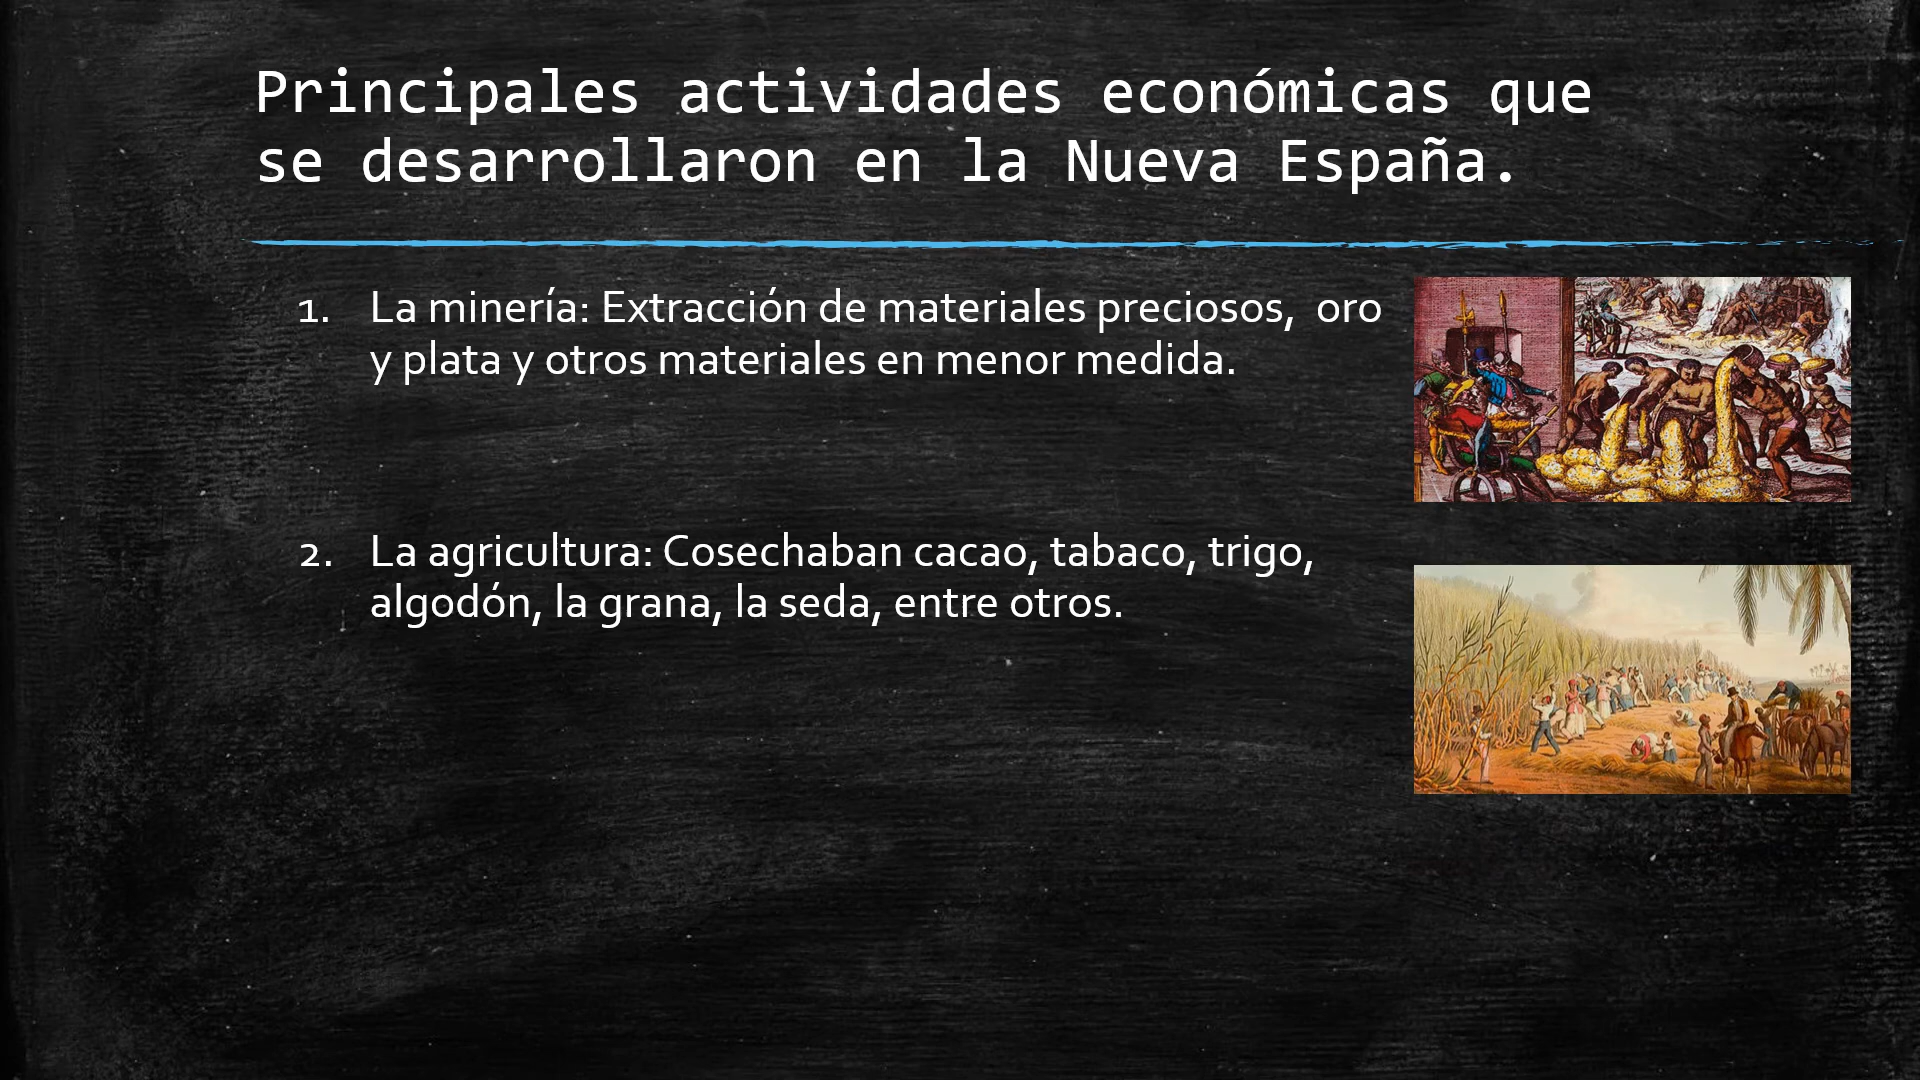 Principales actividades económicas que
se desarrollaron en la Nueva España.
1. La minería: Extracción de materiales preciosos,  oro
y plata y otros materiales en menor medida.
2. La agricultura: Cosechaban cacao, tabaco, trigo,
algodón, la grana, la seda, entre otros.